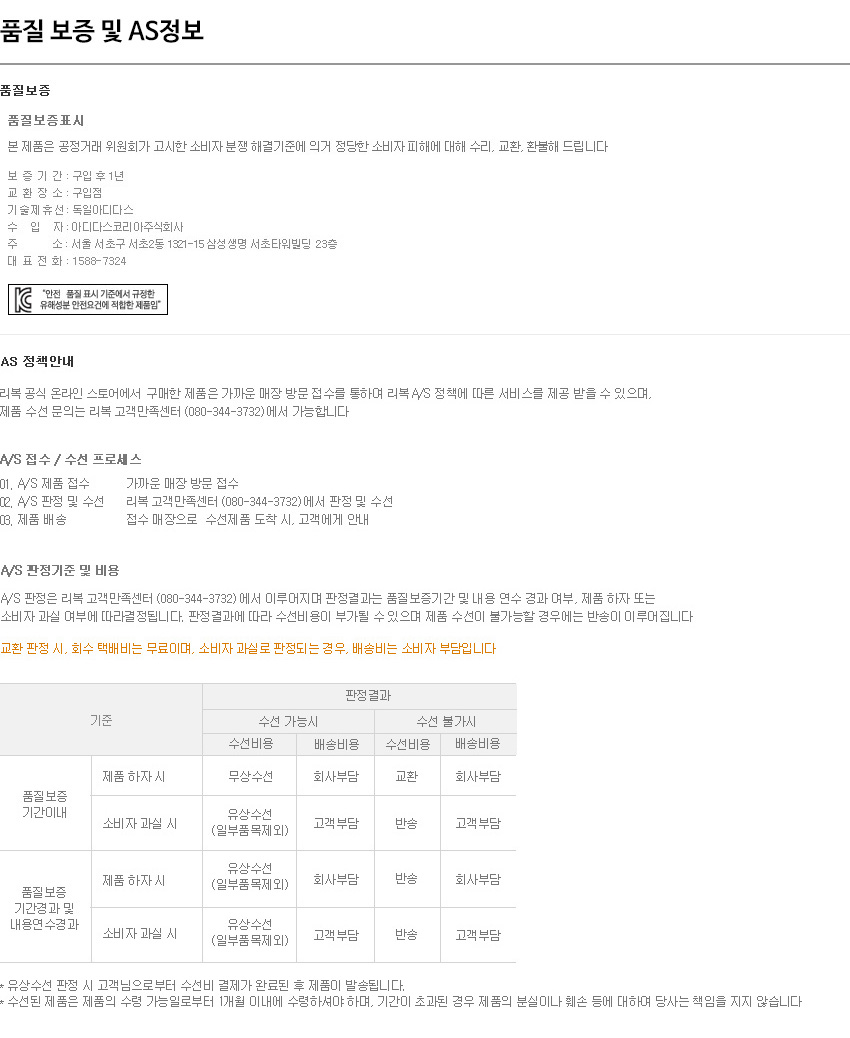 품질 보증 및 AS정보
품질보증
품질보증표시
본 제품은 공정거래 위원회가 고시한 소비자 분쟁 해결기준에 의거 정당한 소비자 피해에 대해 수리, 교환, 환불해 드립니다
보 증 기 간 : 구입 후 1년
교 환 장 소 : 구입점
기술제휴선 : 독일아디다스
수 입 자 : 아디다스코리아주식회사
주 소 : 서울 서초구 서초2동 1321-15 삼성생명 서초타워빌딩 23층
대 표 전 화 : 1588-7324
"안전 품질 표시 기준에서 규정한
유해성분 안전요건에 적합한 제품임"
AS 정책안내
리복 공식 온라인 스토어에서 구매한 제품은 가까운 매장 방문 접수를 통하여 리복 A/S 정책에 따른 서비스를 제공 받을 수 있으며,
제품 수선 문의는 리복 고객만족센터 (080-344-3732)에서 가능합니다
A/S 접수 / 수선 프로세스
01. A/S 제품 접수 가까운 매장 방문 접수
02. A/S 판정 및 수선 리복 고객만족센터 (080-344-3732)에서 판정 및 수선
03. 제품 배송 접수 매장으로 수선제품 도착 시, 고객에게 안내
A/S 판정기준 및 비용
A/S 판정은 리복 고객만족센터 (080-344-3732) 에서 이루어지며 판정결과는 품질보증기간 및 내용 연수 경과 여부, 제품 하자 또는
소비자 과실 여부에 따라결정됩니다. 판정결과에 따라 수선비용이 부가될 수 있으며 제품 수선이 불가능할 경우에는 반송이 이루어집니다
교환 판정 시, 회수 택배비는 무료이며, 소비자 과실로 판정되는 경우, 배송비는 소비자 부담입니다
기준 판정결과
수선 가능시 수선 불가시
수선비용 배송비용 수선비용 배송비용
품질보증
기간이내
제품 하자 시 무상수선 회사부담 교환 회사부담
소비자 과실 시 유상수선
(일부품목제외) 고객부담 반송 고객부담
품질보증
기간경과 및
내용연수경과
제품 하자 시 유상수선
(일부품목제외) 회사부담 반송 회사부담
소비자 과실 시 유상수선
(일부품목제외) 고객부담 반송 고객부담
* 유상수선 판정 시 고객님으로부터 수선비 결제가 완료된 후 제품이 발송됩니다.
* 수선된 제품은 제품의 수령 가능일로부터 1개월 이내에 수령하셔야 하며, 기간이 초과된 경우 제품의 분실이나 훼손 등에 대하여 당사는 책임을 지지 않습니다